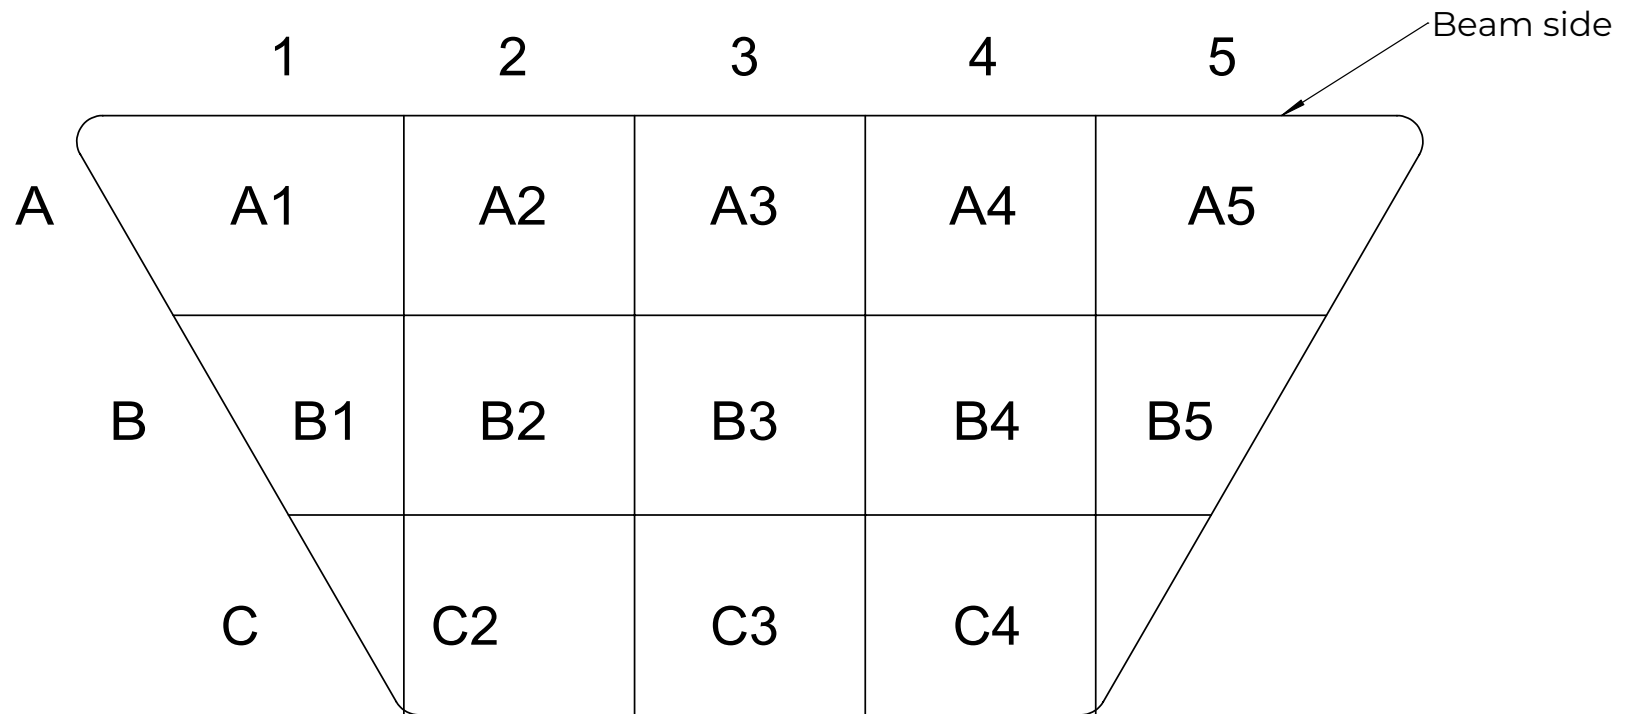 Beam side
1 2 3 4 5
A A1 A2 A3 A4 A5
B B1 B2 B3 B4 B5
C C2 C3 C4